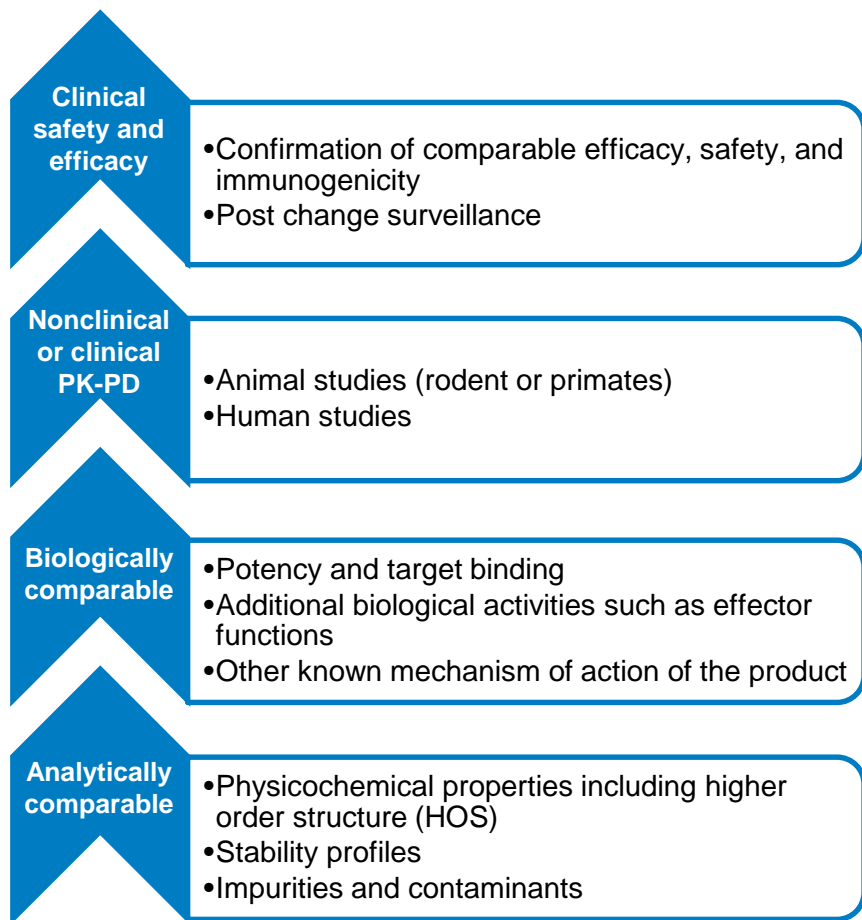 Clinical
safety and
efficacy
•Confirmation of comparable efficacy, safety, and
immunogenicity
•Post change surveillance
Nonclinical
or clinical
PK-PD
•Animal studies (rodent or primates)
•Human studies
Biologically
comparable
•Potency and target binding
•Additional biological activities such as effector
functions
•Other known mechanism of action of the product
Analytically
comparable
•Physicochemical properties including higher
order structure (HOS)
•Stability profiles
•Impurities and contaminants